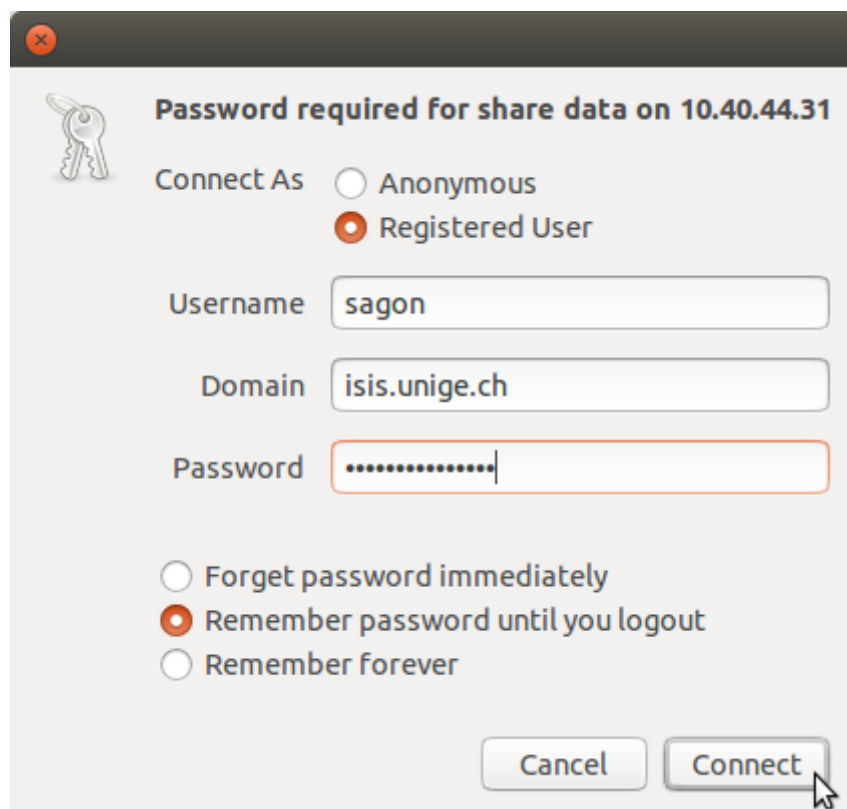 Password required for share data on 10.40.44.31
Connect As Anonymous
Registered User
Username sagon
Domain isis.unige.ch
Password •••••••••••••••
Forget password immediately
Remember password until you logout
Remember forever
Cancel Connect